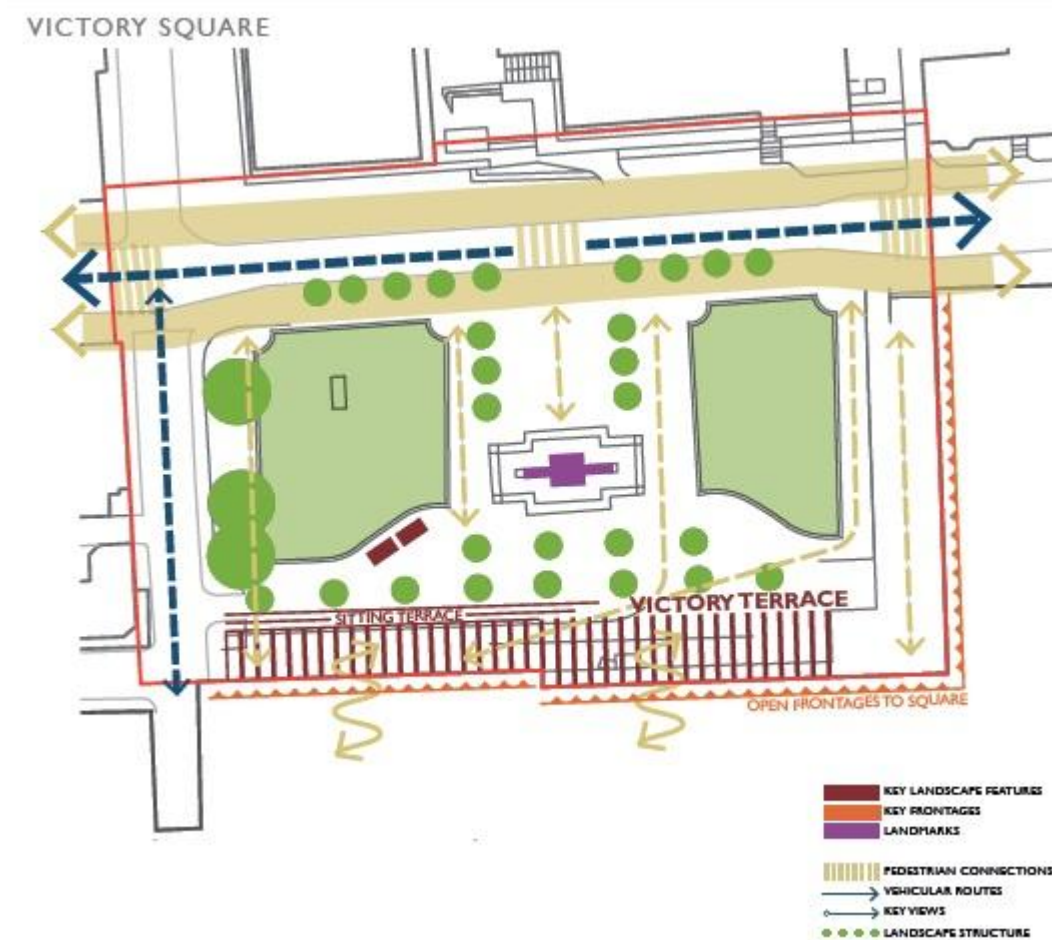 VICTORY SQUARE
SITTING TERRACE
VICTORY TERRACE
OPEN FRONTAGES TO SQUARE
KEY LANDSCAPE FEATURES
KEY FRONTAGES
LANDMARKS
PEDESTRIAN CONNECTIONS
VEHICULAR ROUTES
KEY VIEWS
LANDSCAPE STRUCTURE